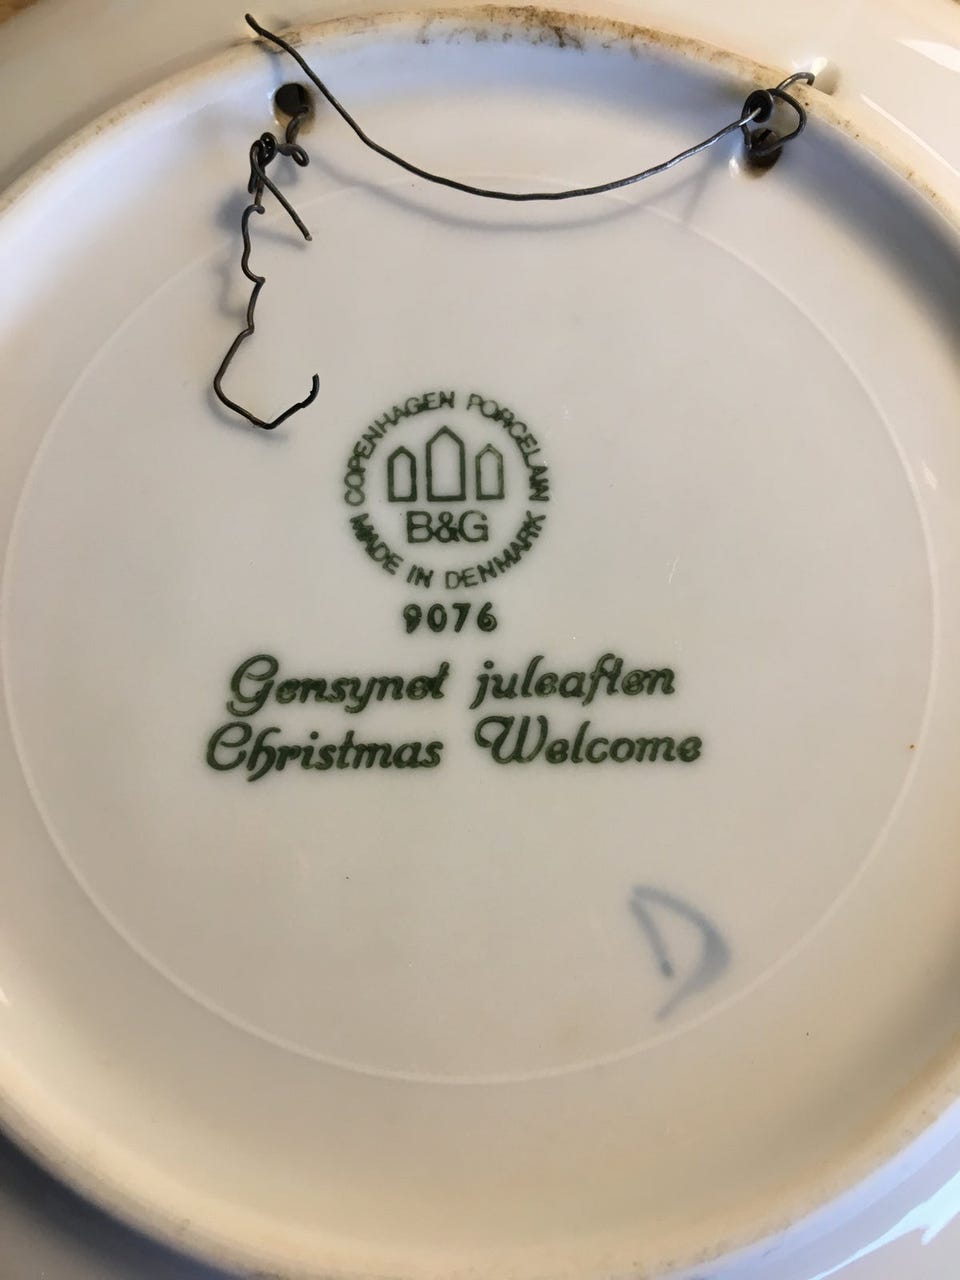 COPENHAGEN PORCELAIN
B&G
MADE IN DENMARK
9076
Gensynet juleaften
Christmas Welcome
D